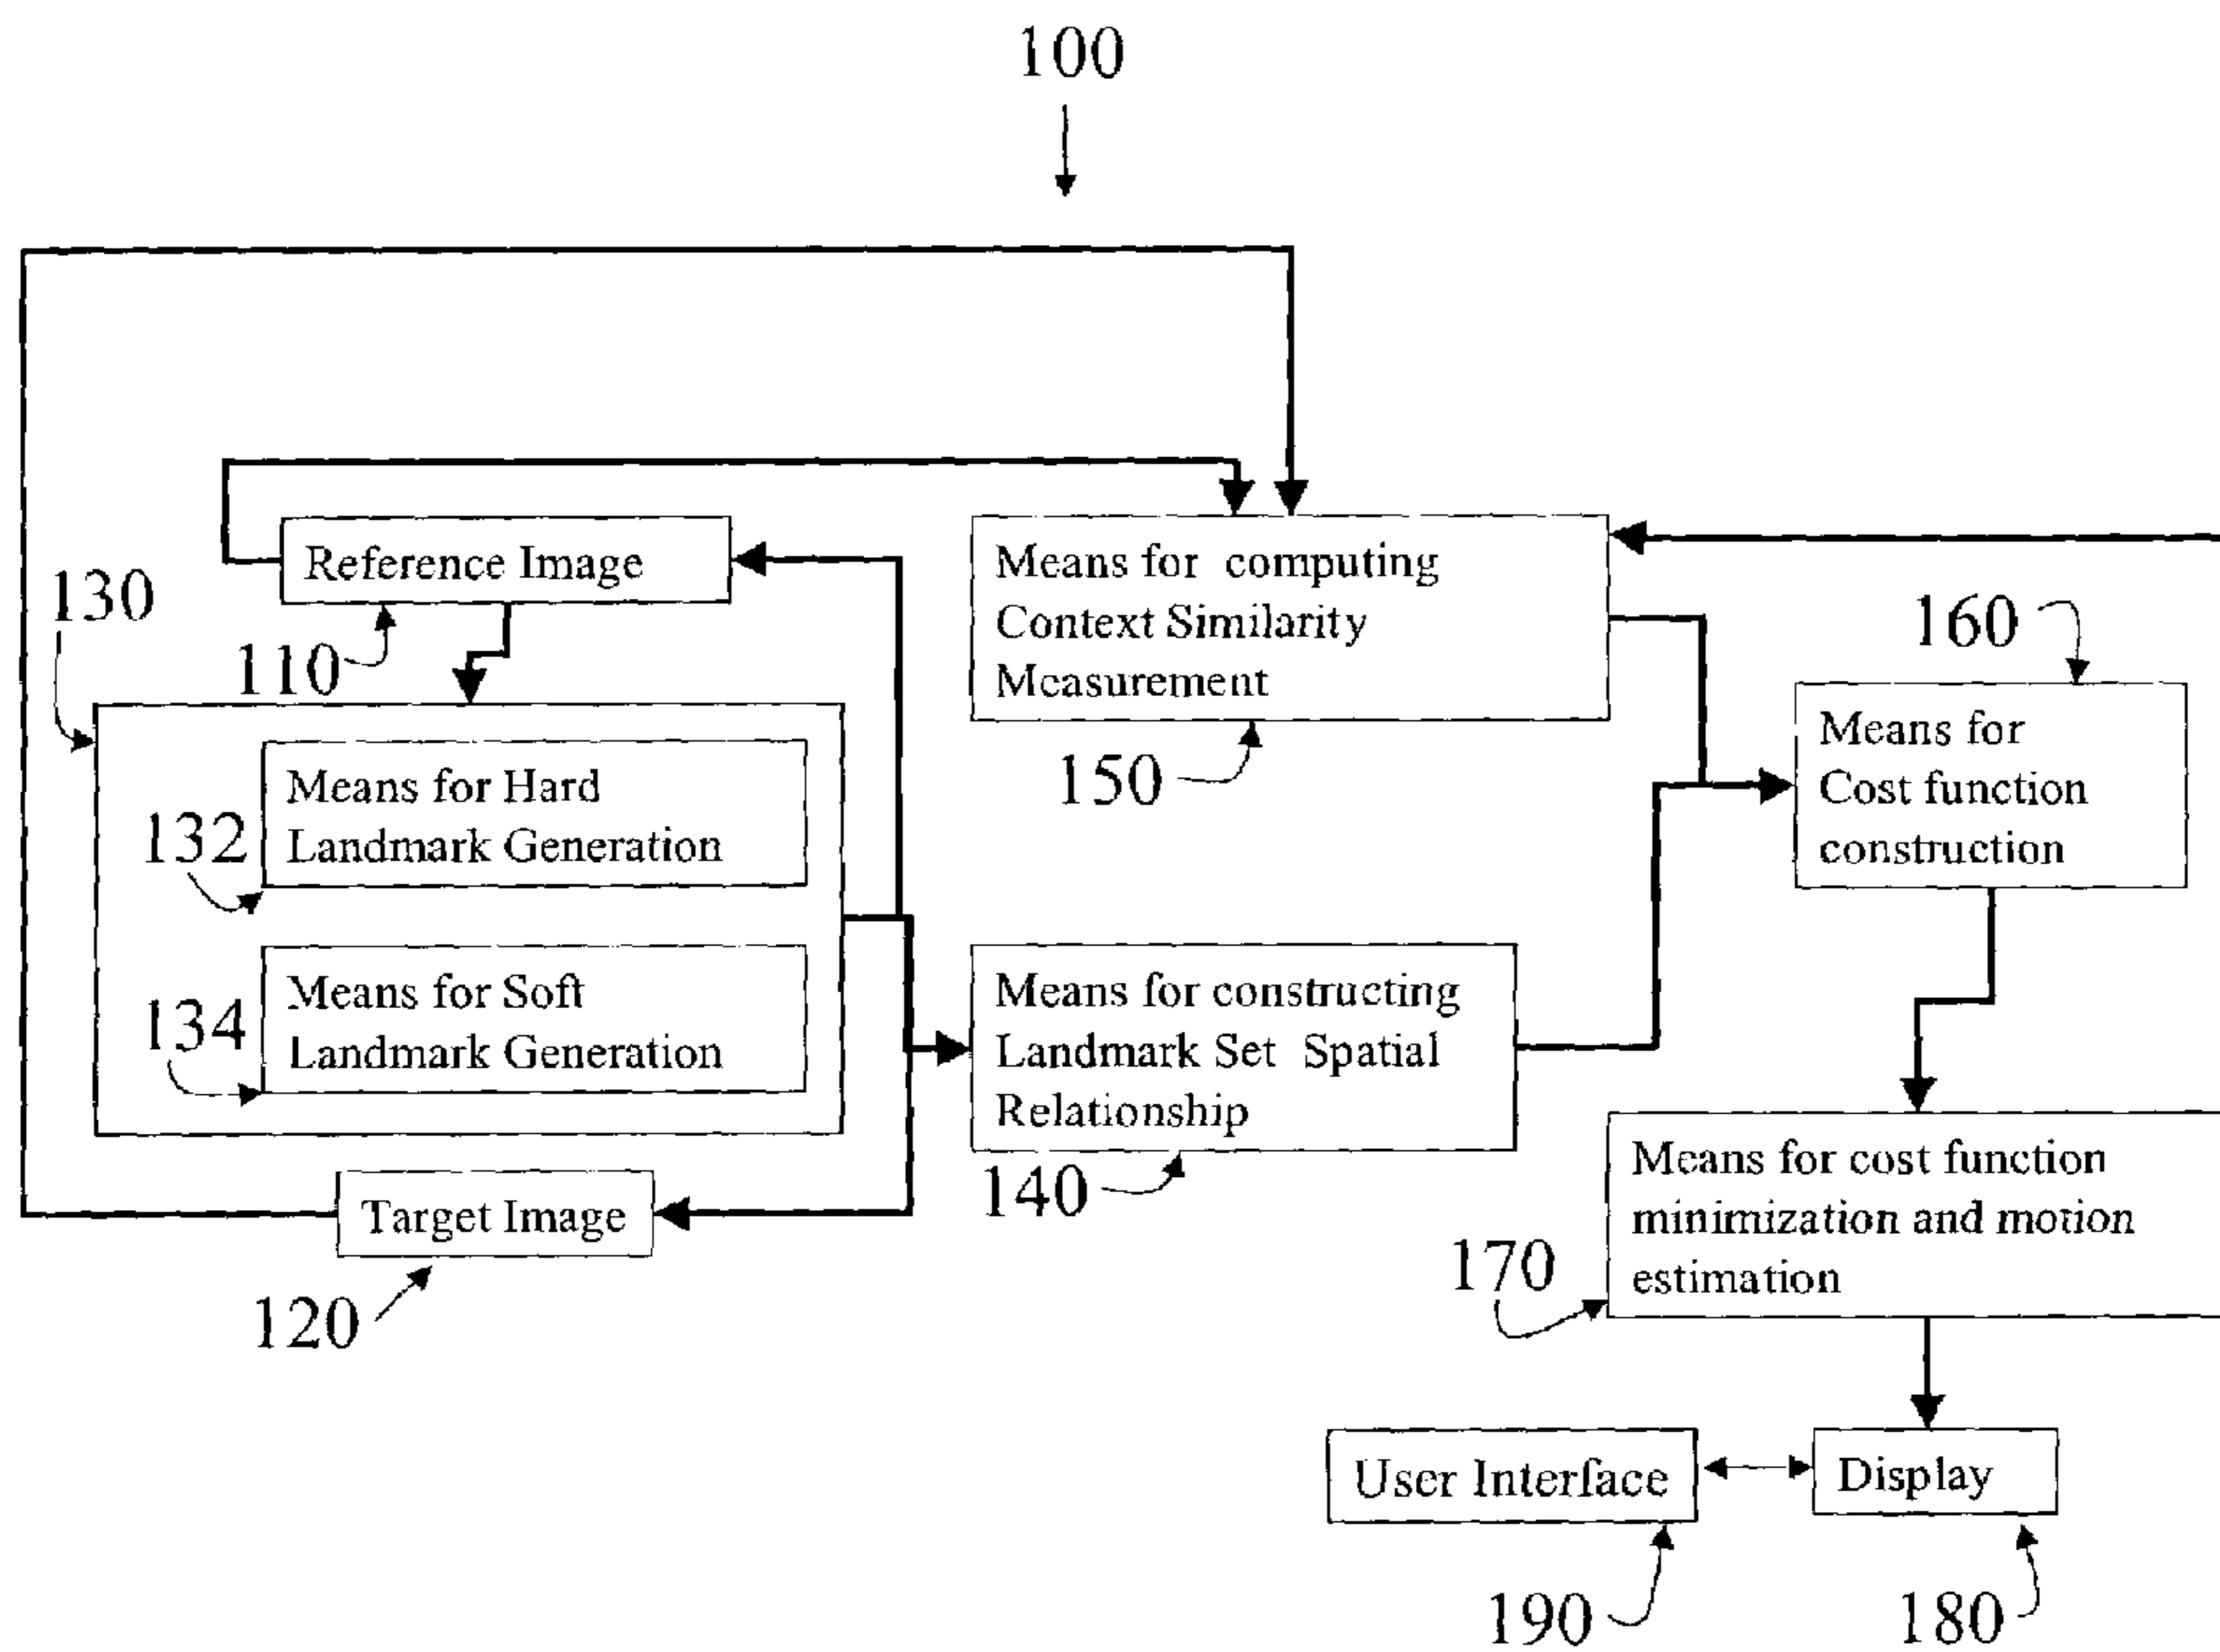 100
Reference Image
110
130
Means for Hard
Landmark Generation
132
Means for Soft
Landmark Generation
134
Target Image
120
Means for computing
Context Similarity
Measurement
150
Means for constructing
Landmark Set Spatial
Relationship
140
160
Means for
Cost function
construction
Means for cost function
minimization and motion
estimation
170
User Interface
190
Display
180